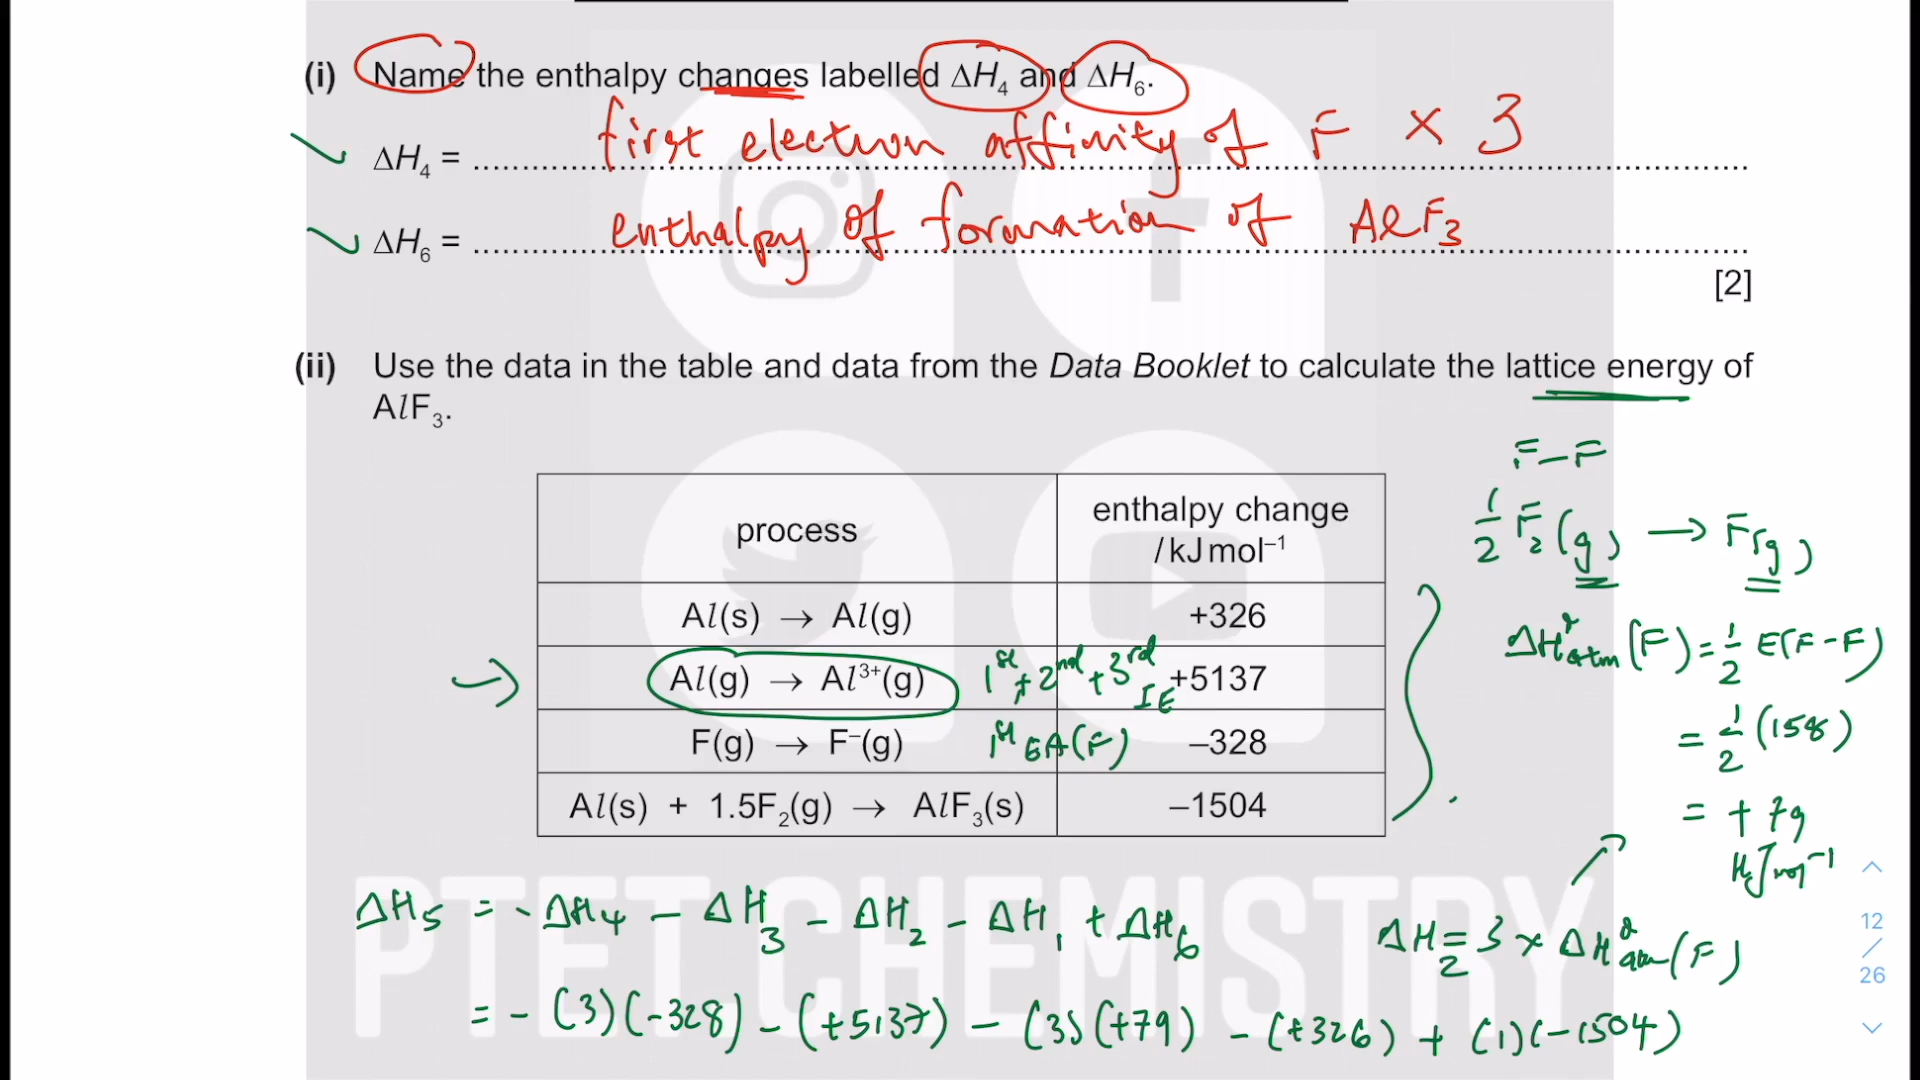 (i) Name the enthalpy changes labelled ΔH₄ and ΔH₆.
ΔH₄ = first electron affinity of F × 3
ΔH₆ = enthalpy of formation of AlF₃
[2]
(ii) Use the data in the table and data from the Data Booklet to calculate the lattice energy of
AlF₃.
F–F
½ F₂(g) → F(g)
process enthalpy change
/ kJ mol⁻¹
Al(s) → Al(g) +326
ΔH°atm (F) = ½ E(F–F)
Al(g) → Al³⁺(g) 1st + 2nd + 3rd IE +5137
= ½ (158)
F(g) → F⁻(g) 1st EA(F) –328
Al(s) + 1.5F₂(g) → AlF₃(s) –1504
= +79
kJmol⁻¹
ΔH₅ = -ΔH₄ - ΔH₃ - ΔH₂ - ΔH₁ + ΔH₆
ΔH₂ = 3 × ΔH°atm (F)
= -(3)(-328) - (+5137) - (3)(+79) - (+326) + (1)(-1504)
PTET CHEMISTRY
12
/
26